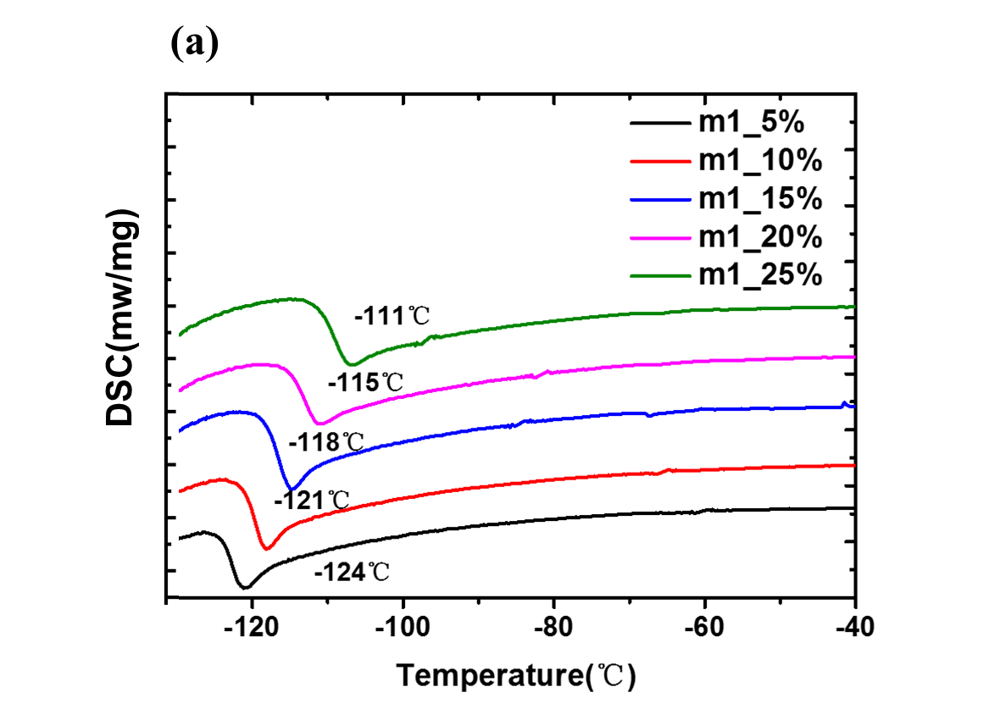 (a)
m1_5%
m1_10%
m1_15%
m1_20%
m1_25%
DSC(mw/mg)
-111℃
-115℃
-118℃
-121℃
-124℃
-120 -100 -80 -60 -40
Temperature(℃)